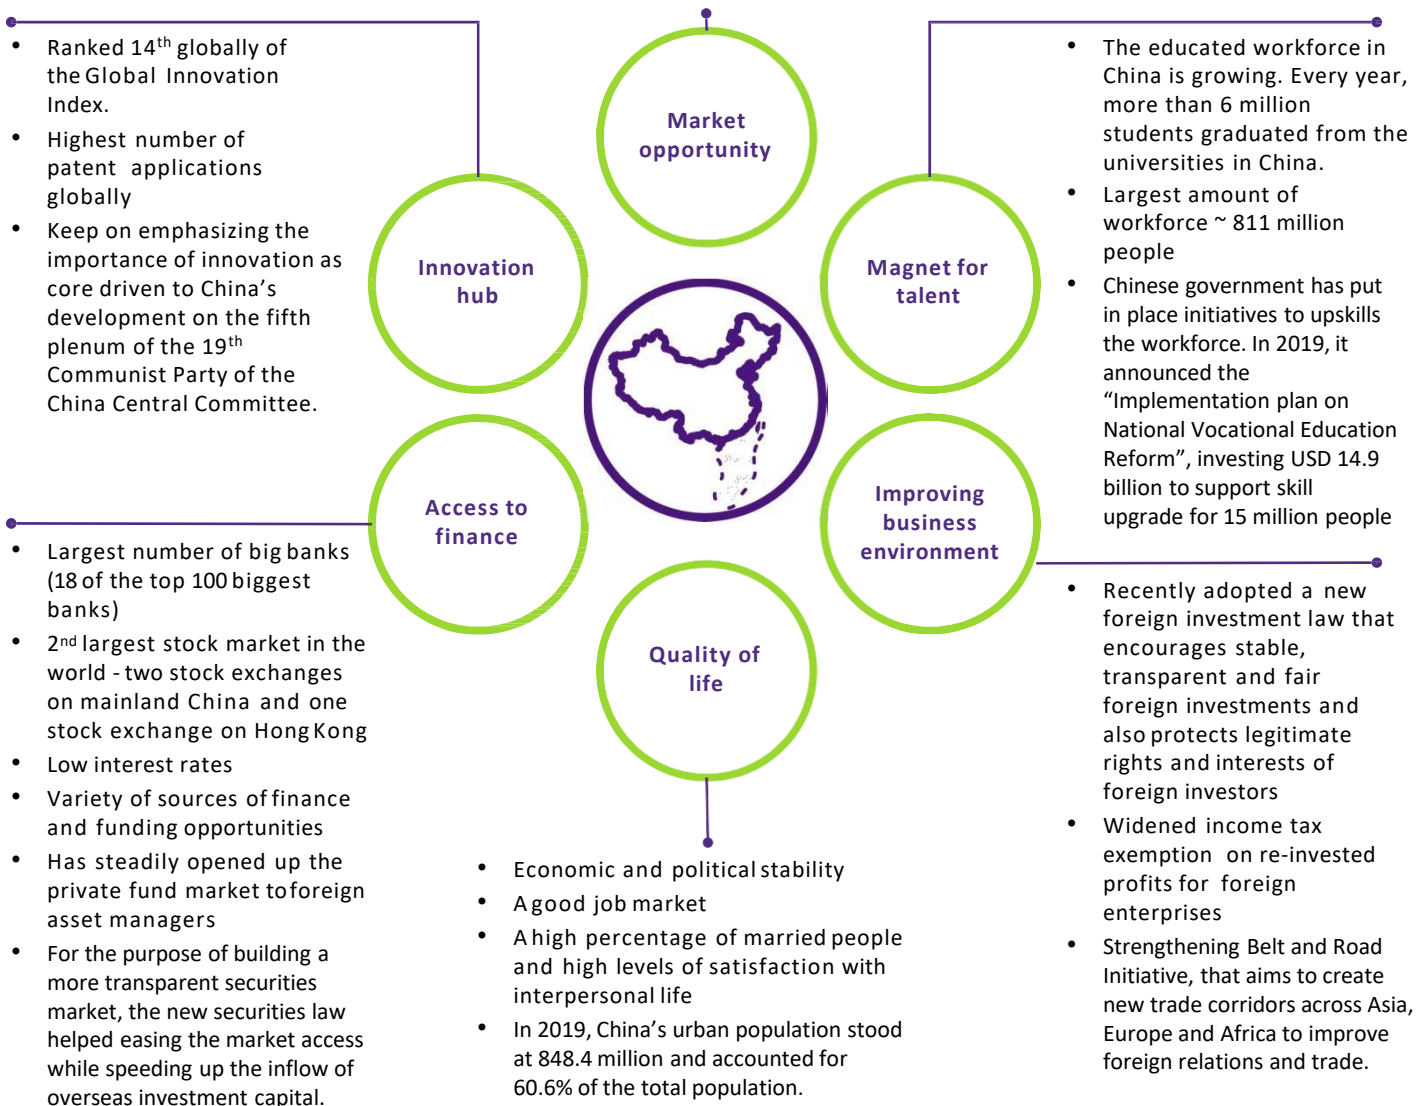 Ranked 14th globally of
the Global Innovation
Index.
Highest number of
patent applications
globally
Keep on emphasizing the
importance of innovation as
core driven to China's
development on the fifth
plenum of the 19th
Communist Party of the
China Central Committee.
Innovation
hub
Market
opportunity
Magnet for
talent
The educated workforce in
China is growing. Every year,
more than 6 million
students graduated from the
universities in China.
Largest amount of
workforce ~ 811 million
people
Chinese government has put
in place initiatives to upskills
the workforce. In 2019, it
announced the
“Implementation plan on
National Vocational Education
Reform”, investing USD 14.9
billion to support skill
upgrade for 15 million people
Access to
finance
Improving
business
environment
Quality of
life
Largest number of big banks
(18 of the top 100 biggest
banks)
2nd largest stock market in the
world - two stock exchanges
on mainland China and one
stock exchange on Hong Kong
Low interest rates
Variety of sources of finance
and funding opportunities
Has steadily opened up the
private fund market to foreign
asset managers
For the purpose of building a
more transparent securities
market, the new securities law
helped easing the market access
while speeding up the inflow of
overseas investment capital.
Economic and political stability
A good job market
A high percentage of married people
and high levels of satisfaction with
interpersonal life
In 2019, China's urban population stood
at 848.4 million and accounted for
60.6% of the total population.
Recently adopted a new
foreign investment law that
encourages stable,
transparent and fair
foreign investments and
also protects legitimate
rights and interests of
foreign investors
Widened income tax
exemption on re-invested
profits for foreign
enterprises
Strengthening Belt and Road
Initiative, that aims to create
new trade corridors across Asia,
Europe and Africa to improve
foreign relations and trade.